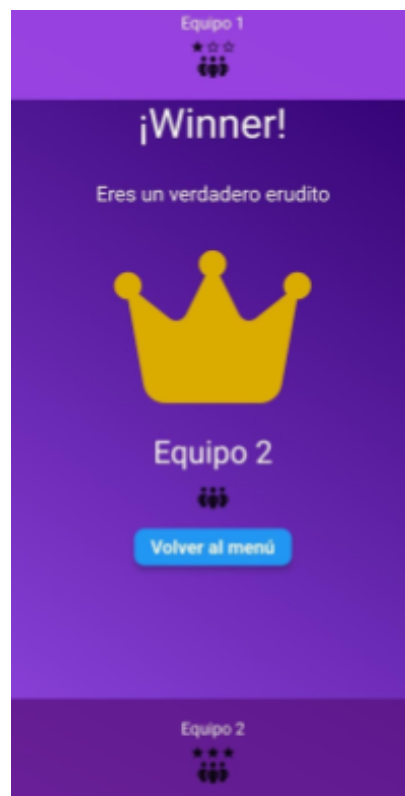 Equipo 1
¡Winner!
Eres un verdadero erudito
Equipo 2
Volver al menú
Equipo 2